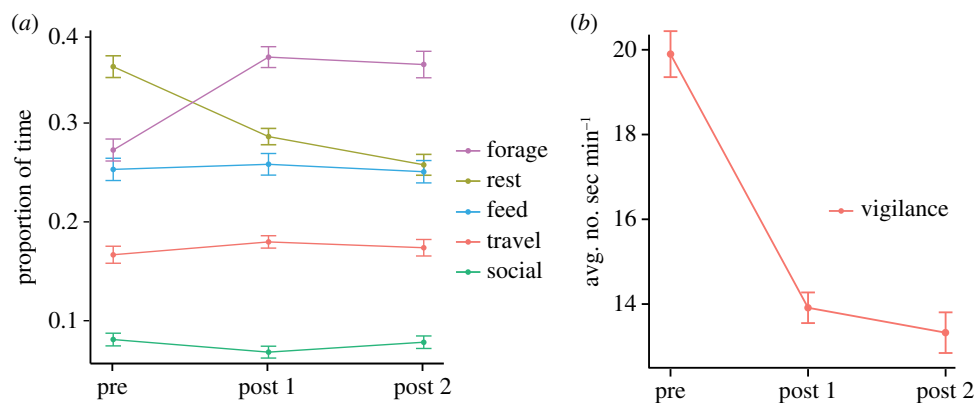 (a)
0.4
0.3
0.2
0.1
proportion of time
pre
post 1
post 2
forage
rest
feed
travel
social
(b)
20
18
16
14
avg. no. sec min⁻¹
pre
post 1
post 2
vigilance